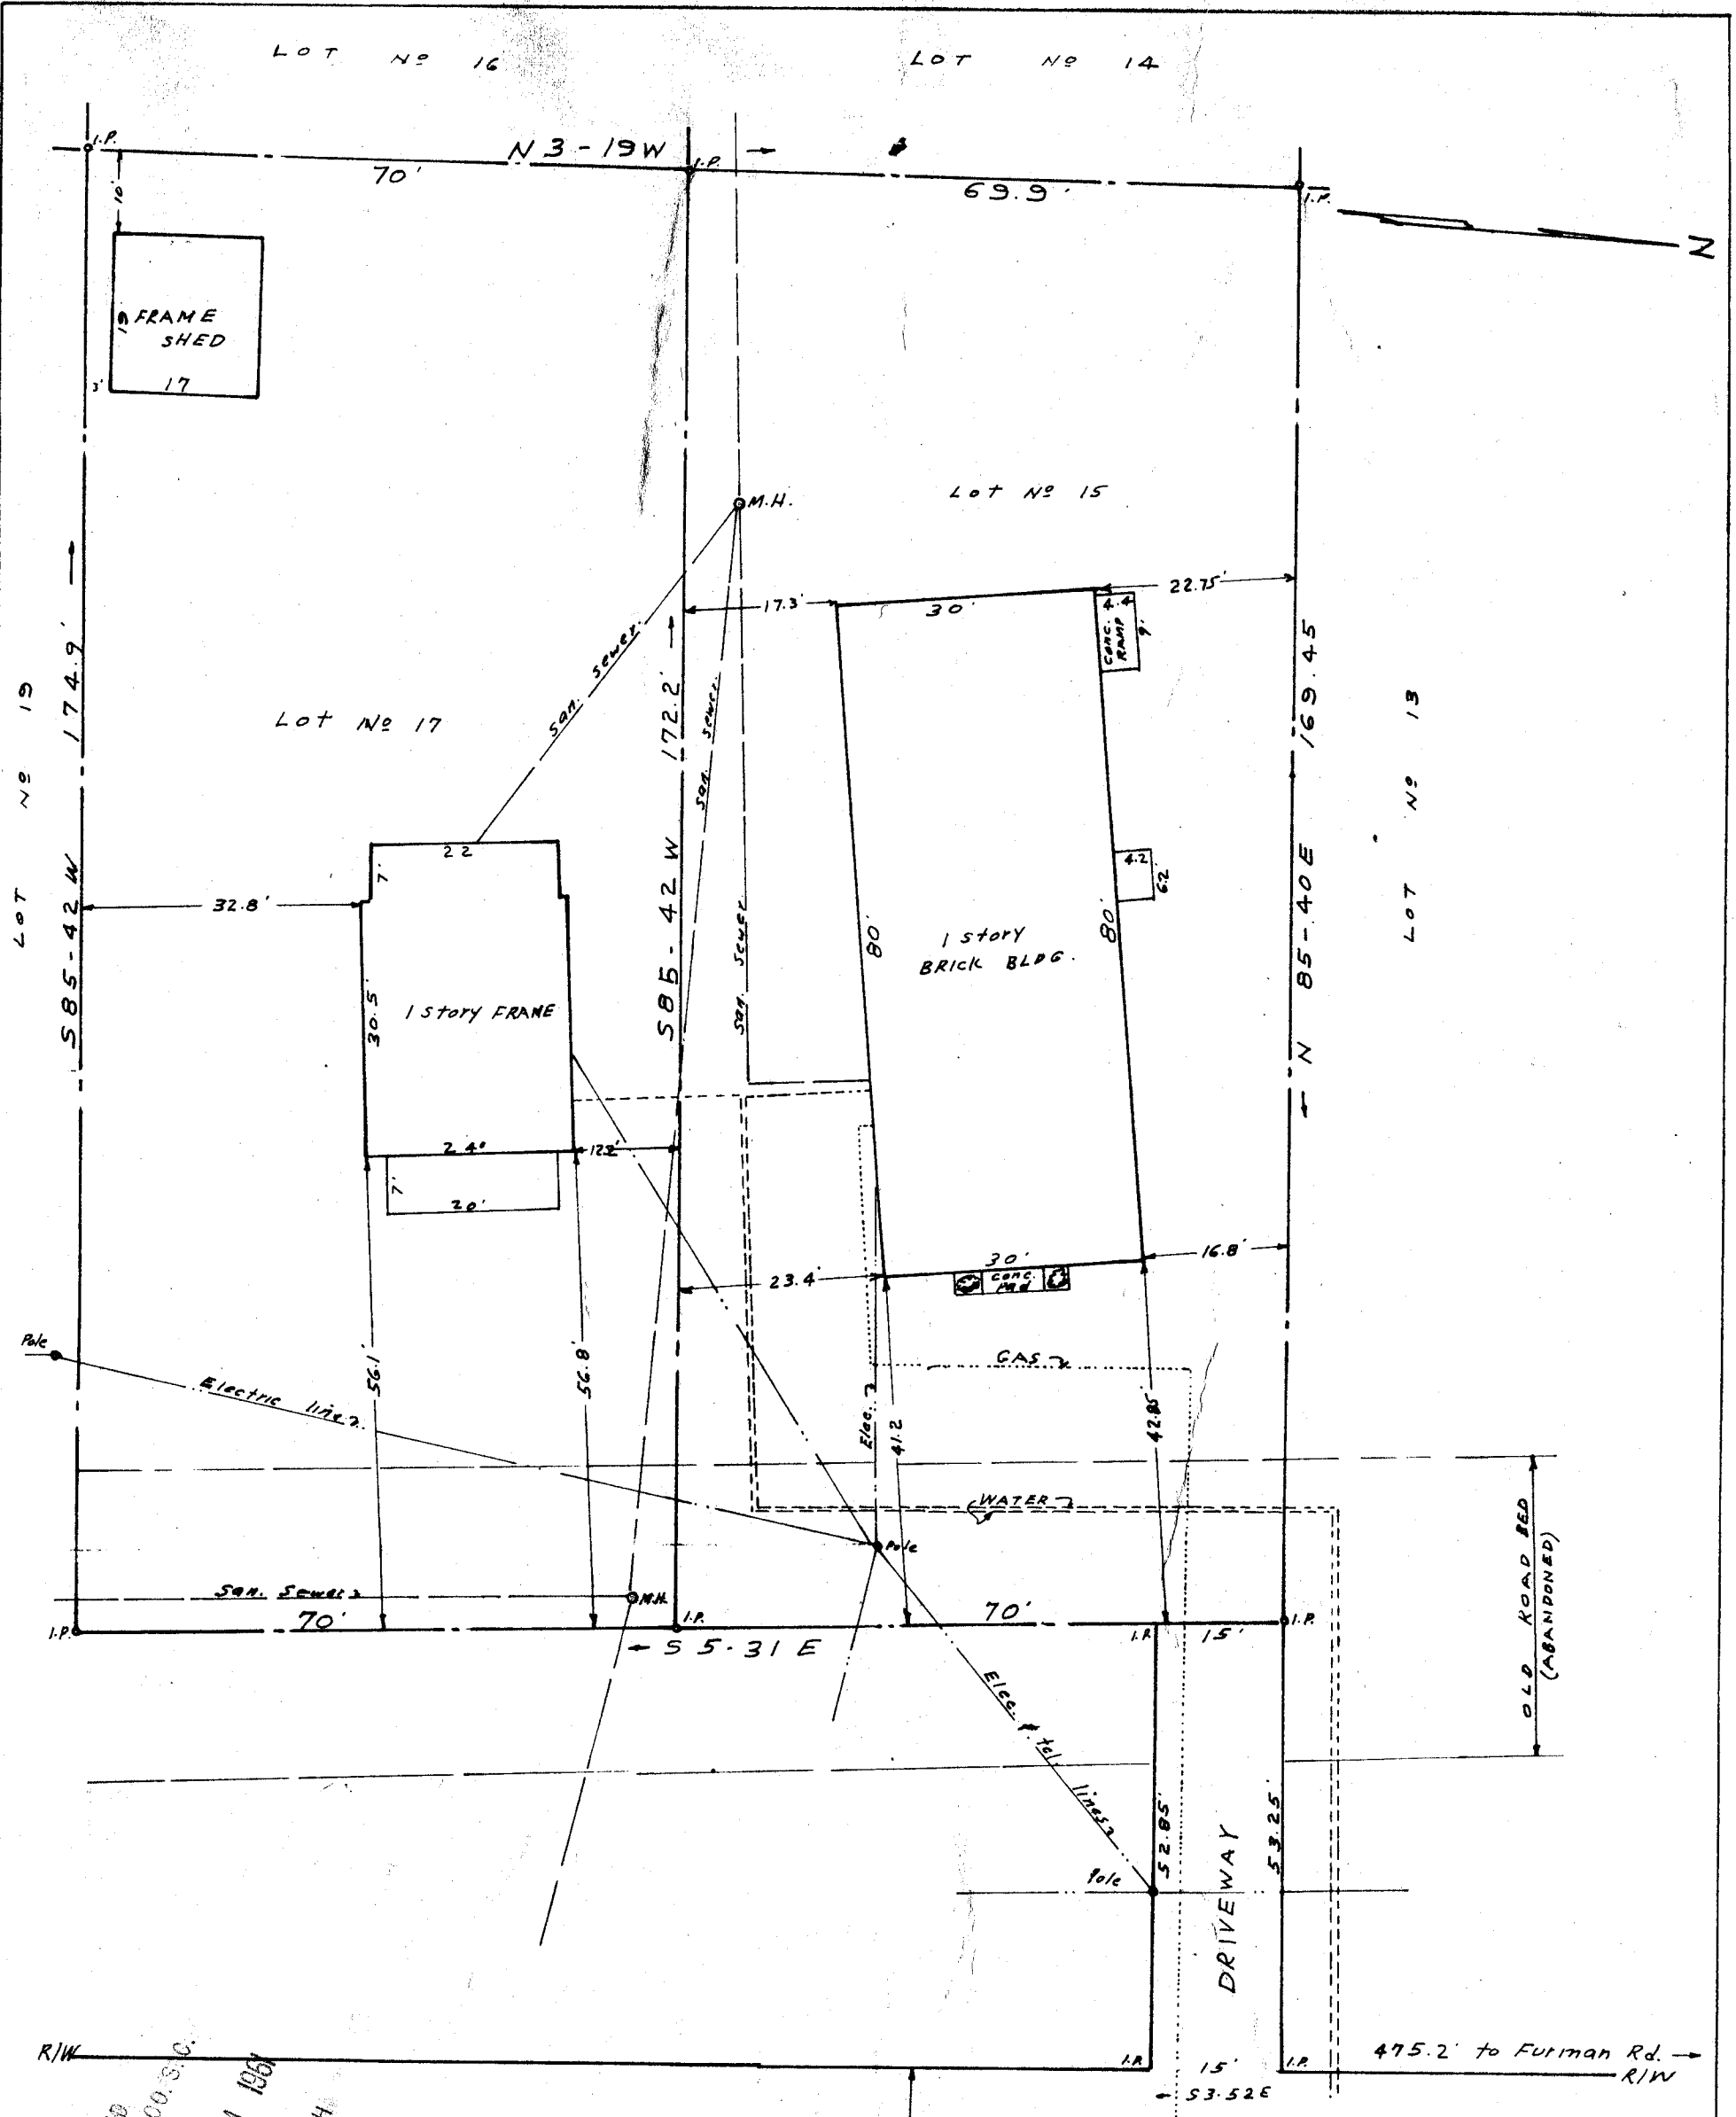 LOT Nº 16
LOT Nº 14
I.P.
N 3 - 19 W
I.P.
70'
69.9'
I.P.
10'
N
FRAME
SHED
19
17
3'
M.H.
Lot Nº 15
17.3'
30'
22.75'
4.4
CONC.
RAMP
9'
San. Sewer
LOT Nº 19
S 85 - 42 W 174.9'
Lot Nº 17
S 85 - 42 W 172.2'
San. Sewer
San. Sewer
N 85 - 40 E 169.45
LOT Nº 13
22
7'
32.8'
4.2
6.2
80'
80'
1 Story
BRICK BLDG.
30.5'
1 Story FRAME
24'
7'
20'
30'
16.8'
23.4'
CONC.
PAD
Pole
Electric line
56.1'
56.8'
GAS
Elec.
41.2
42.85'
WATER
Pole
OLD ROAD BED
(ABANDONED)
San. Sewer
M.H.
I.P.
70'
I.P.
70'
I.P.
15'
I.P.
S 5 - 31 E
Elec. & tel. lines
52.85'
53.25'
Pole
DRIVEWAY
R/W
I.P.
15'
I.P.
475.2' to Furman Rd.
R/W
S 3-52 E